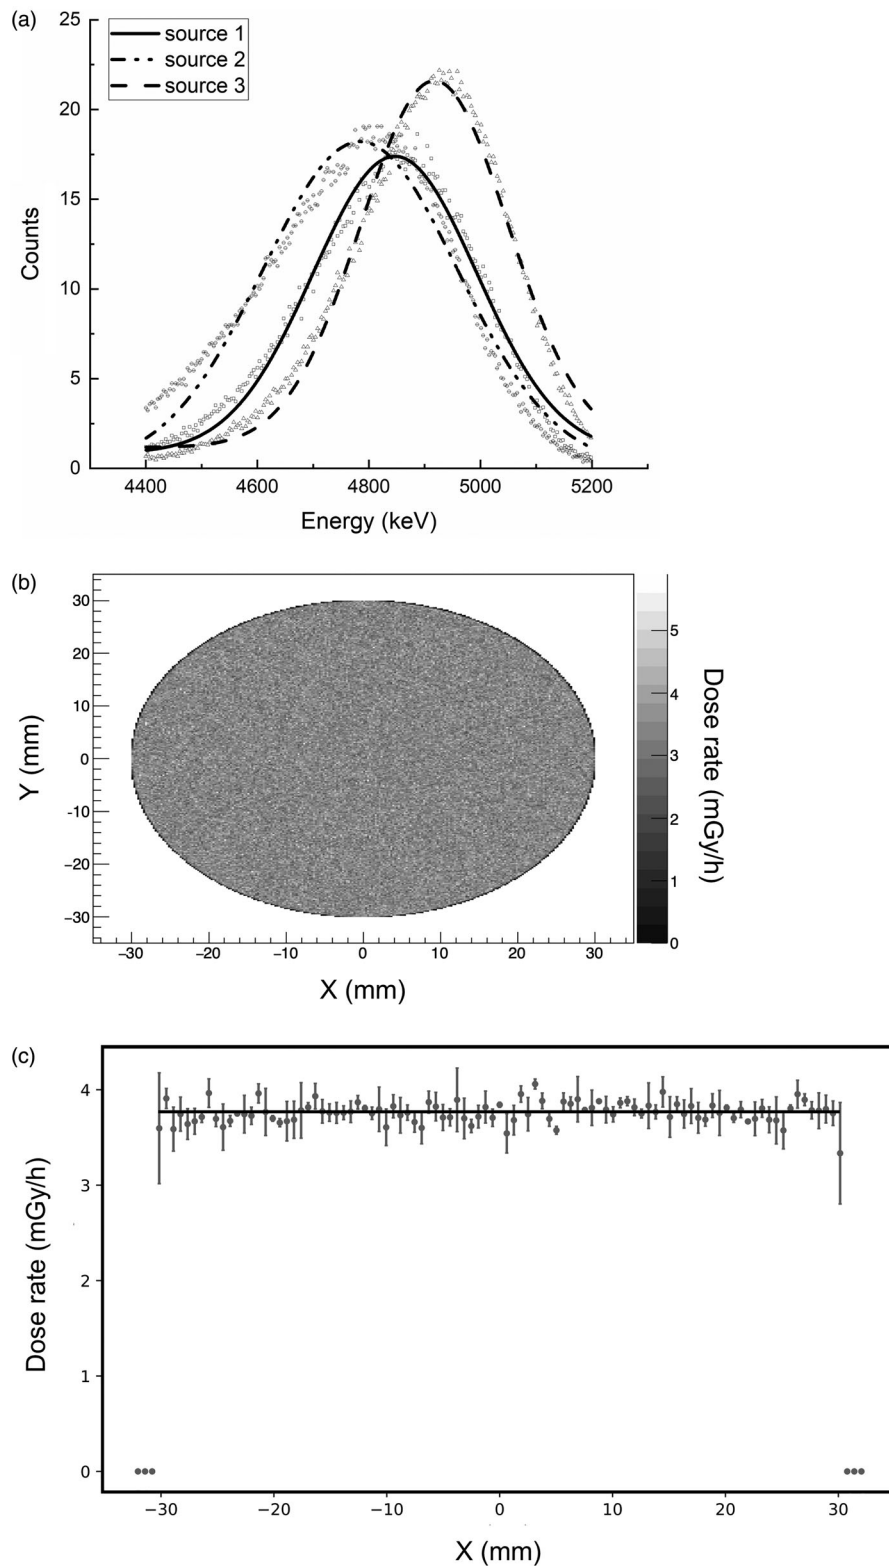 (a)
25
20
15
10
5
0
Counts
source 1
source 2
source 3
4400 4600 4800 5000 5200
Energy (keV)
(b)
30
20
10
0
−10
−20
−30
Y (mm)
−30 −20 −10 0 10 20 30
X (mm)
5
4
3
2
1
0
Dose rate (mGy/h)
(c)
4
3
2
1
0
Dose rate (mGy/h)
−30 −20 −10 0 10 20 30
X (mm)